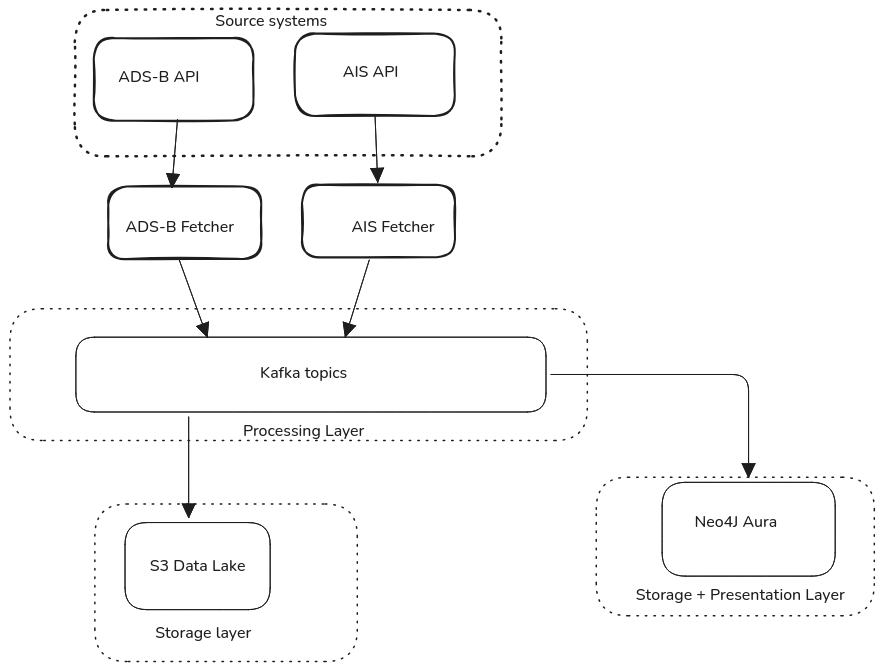 Source systems
ADS-B API
AIS API
ADS-B Fetcher
AIS Fetcher
Kafka topics
Processing Layer
Neo4J Aura
Storage + Presentation Layer
S3 Data Lake
Storage layer